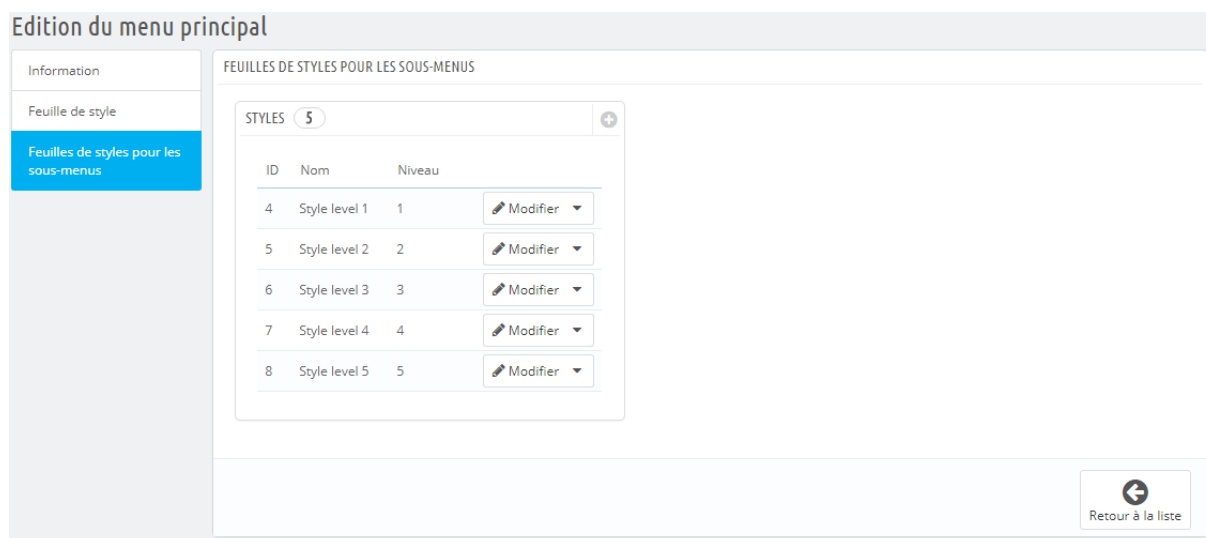 Edition du menu principal
Information
Feuille de style
Feuilles de styles pour les
sous-menus
FEUILLES DE STYLES POUR LES SOUS-MENUS
STYLES 5
ID Nom Niveau
4 Style level 1 1 Modifier
5 Style level 2 2 Modifier
6 Style level 3 3 Modifier
7 Style level 4 4 Modifier
8 Style level 5 5 Modifier
Retour à la liste